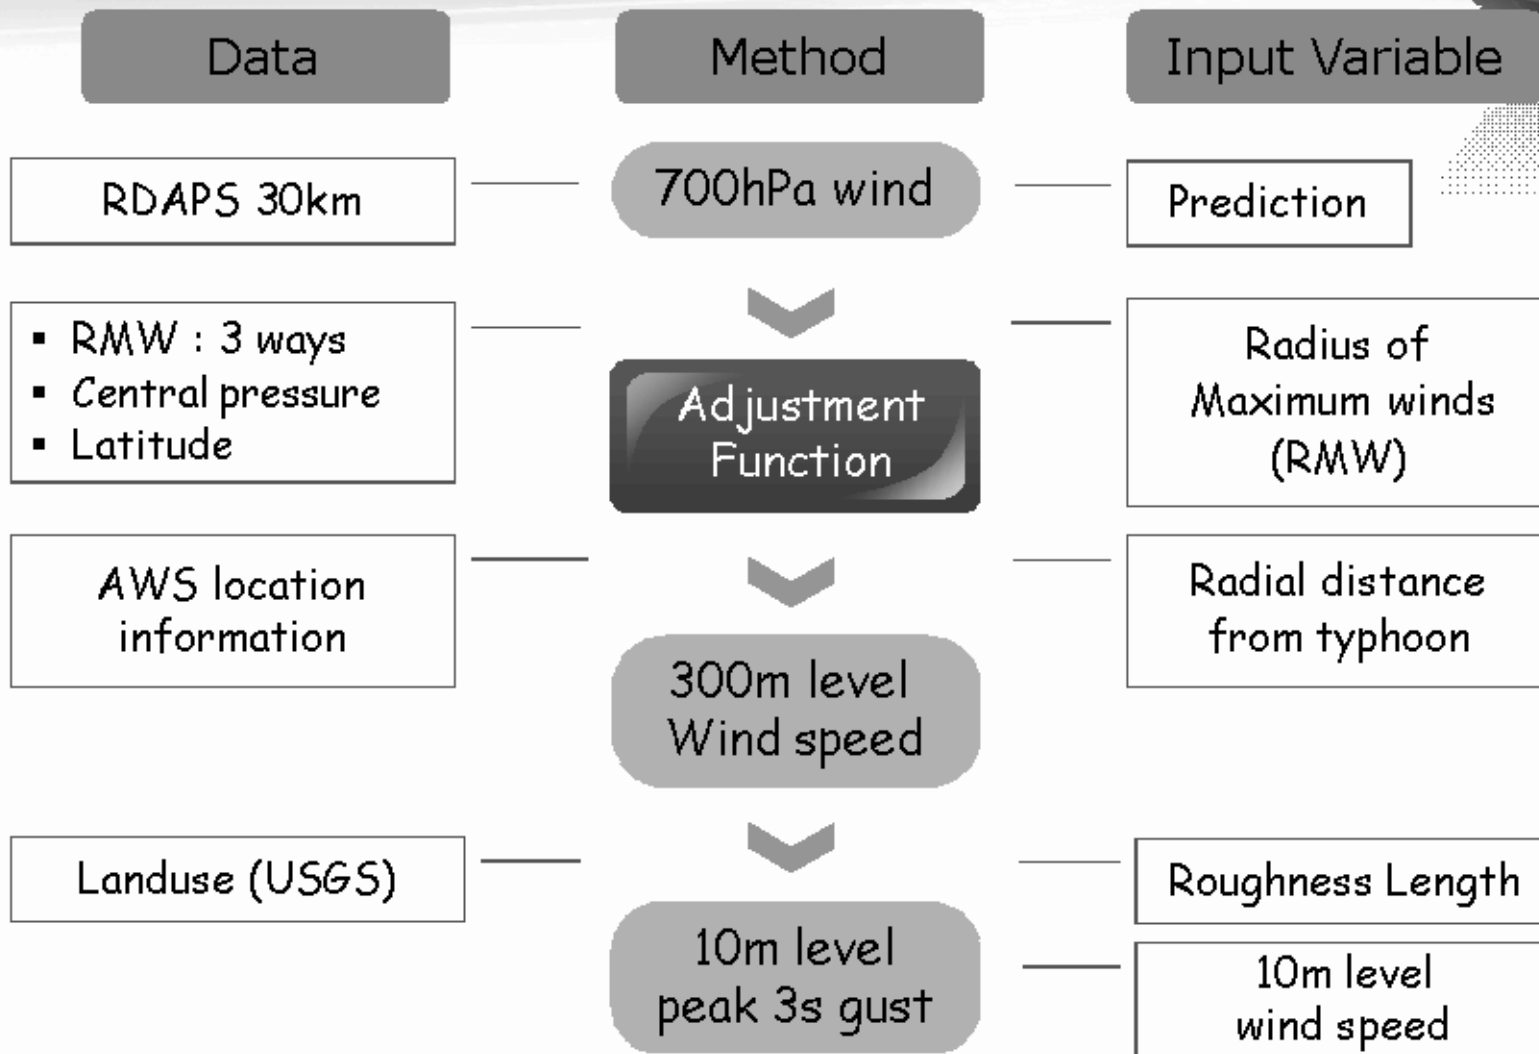 Data
Method
Input Variable
RDAPS 30km
700hPa wind
Prediction
▪ RMW : 3 ways
▪ Central pressure
▪ Latitude
Adjustment
Function
Radius of
Maximum winds
(RMW)
AWS location
information
300m level
Wind speed
Radial distance
from typhoon
Landuse (USGS)
10m level
peak 3s gust
Roughness Length
10m level
wind speed